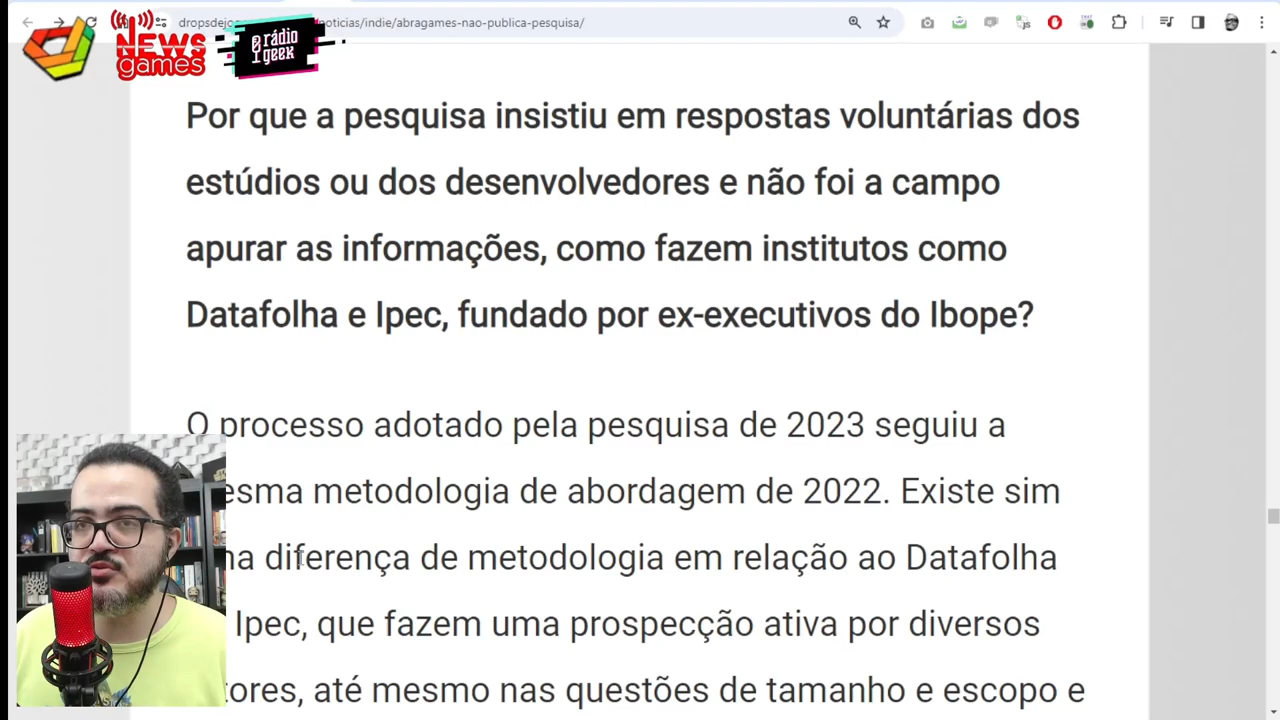 dropsdejo
noticias/indie/abragames-nao-publica-pesquisa/
NEWS
games
rádio
geek
Por que a pesquisa insistiu em respostas voluntárias dos
estúdios ou dos desenvolvedores e não foi a campo
apurar as informações, como fazem institutos como
Datafolha e Ipec, fundado por ex-executivos do Ibope?
O processo adotado pela pesquisa de 2023 seguiu a
esma metodologia de abordagem de 2022. Existe sim
na diferença de metodologia em relação ao Datafolha
Ipec, que fazem uma prospecção ativa por diversos
tores, até mesmo nas questões de tamanho e escopo e